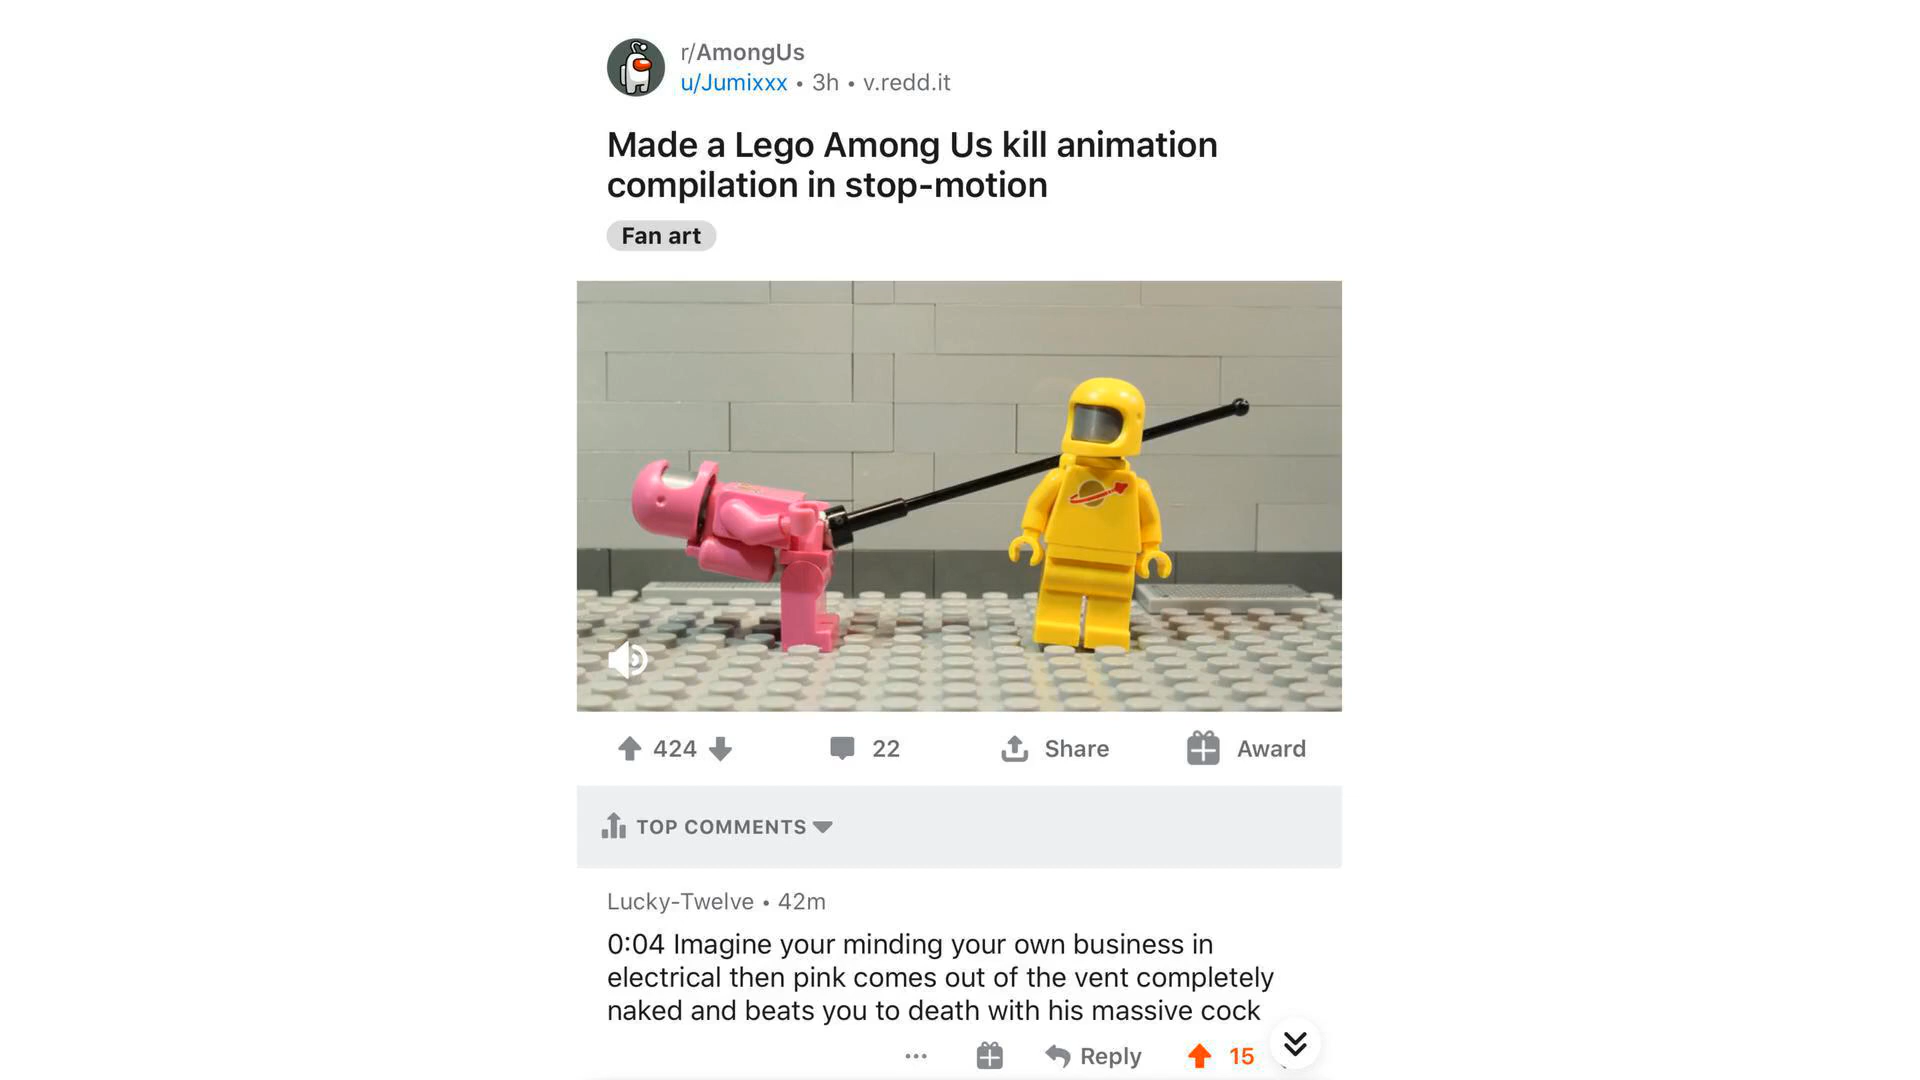 r/AmongUs
u/Jumixxx • 3h • v.redd.it
Made a Lego Among Us kill animation
compilation in stop-motion
Fan art
424
22
Share
Award
TOP COMMENTS
Lucky-Twelve • 42m
0:04 Imagine your minding your own business in
electrical then pink comes out of the vent completely
naked and beats you to death with his massive cock
Reply
15